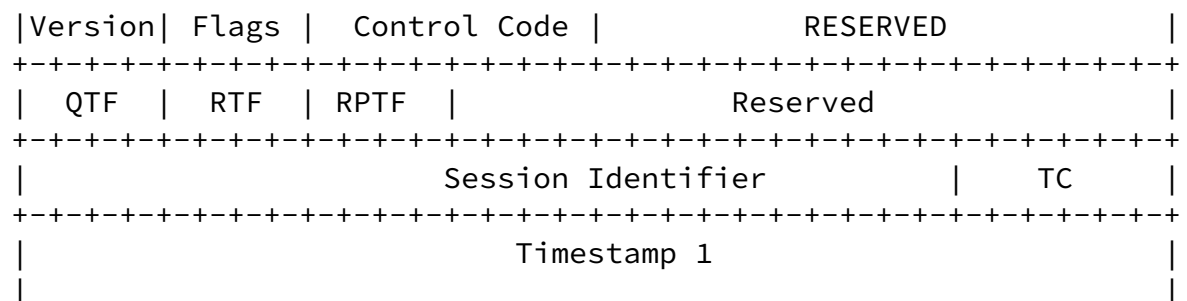 |Version| Flags |  Control Code |           RESERVED            |
+-+-+-+-+-+-+-+-+-+-+-+-+-+-+-+-+-+-+-+-+-+-+-+-+-+-+-+-+-+-+-+-+
|  QTF  |  RTF  | RPTF  |               Reserved                |
+-+-+-+-+-+-+-+-+-+-+-+-+-+-+-+-+-+-+-+-+-+-+-+-+-+-+-+-+-+-+-+-+
|                       Session Identifier          |    TC     |
+-+-+-+-+-+-+-+-+-+-+-+-+-+-+-+-+-+-+-+-+-+-+-+-+-+-+-+-+-+-+-+-+
|                           Timestamp 1                         |
|                                                               |